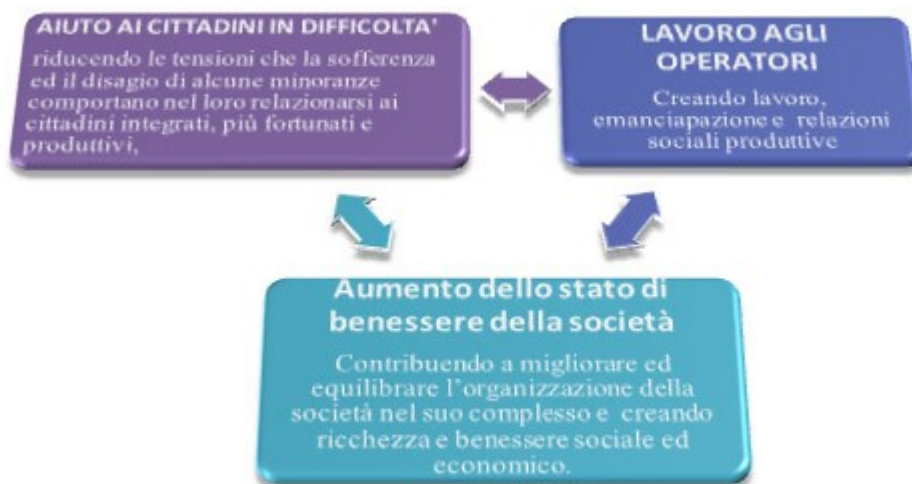 AIUTO AI CITTADINI IN DIFFICOLTA'
riducendo le tensioni che la sofferenza
ed il disagio di alcune minoranze
comportano nel loro relazionarsi ai
cittadini integrati, più fortunati e
produttivi,
LAVORO AGLI
OPERATORI
Creando lavoro,
emanciapazione e relazioni
sociali produttive
Aumento dello stato di
benessere della società
Contribuendo a migliorare ed
equilibrare l'organizzazione della
società nel suo complesso e creando
ricchezza e benessere sociale ed
economico.